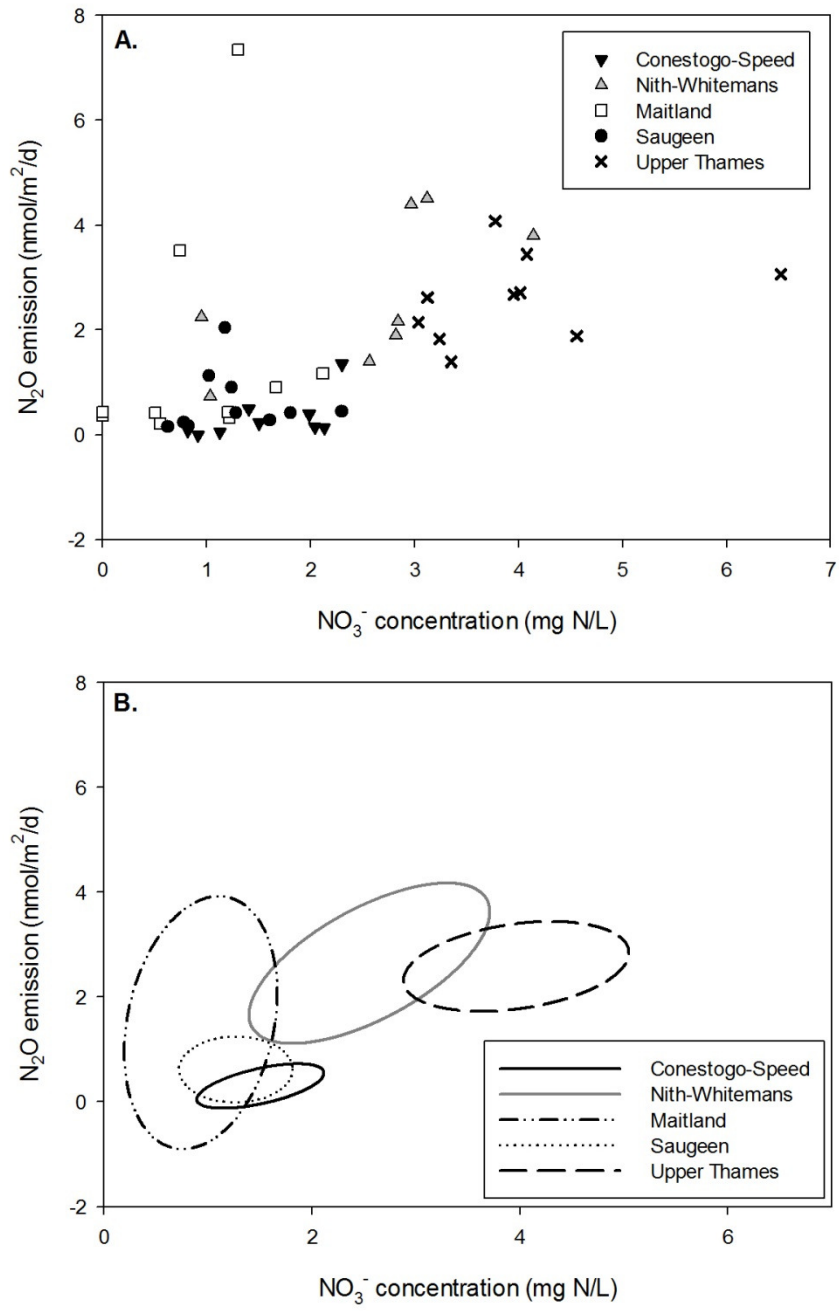 A.
Conestogo-Speed
Nith-Whitemans
Maitland
Saugeen
Upper Thames
8
6
4
2
0
-2
N₂O emission (nmol/m²/d)
0 1 2 3 4 5 6 7
NO₃⁻ concentration (mg N/L)
B.
8
6
4
2
0
-2
N₂O emission (nmol/m²/d)
Conestogo-Speed
Nith-Whitemans
Maitland
Saugeen
Upper Thames
0 2 4 6
NO₃⁻ concentration (mg N/L)